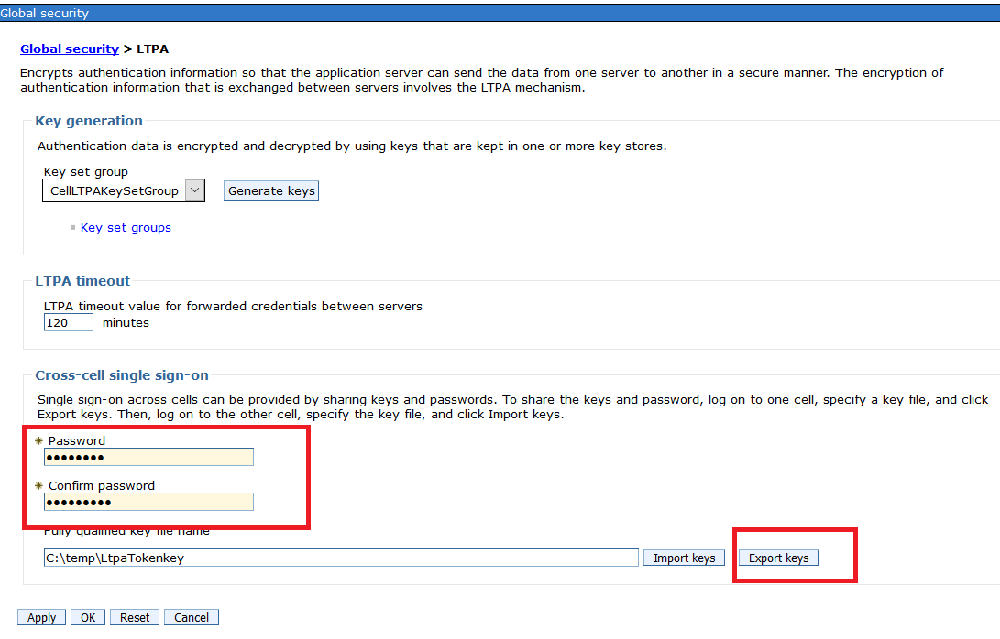 Global security
Global security > LTPA
Encrypts authentication information so that the application server can send the data from one server to another in a secure manner. The encryption of
authentication information that is exchanged between servers involves the LTPA mechanism.
Key generation
Authentication data is encrypted and decrypted by using keys that are kept in one or more key stores.
Key set group
CellLTPAKeySetGroup Generate keys
Key set groups
LTPA timeout
LTPA timeout value for forwarded credentials between servers
120 minutes
Cross-cell single sign-on
Single sign-on across cells can be provided by sharing keys and passwords. To share the keys and password, log on to one cell, specify a key file, and click
Export keys. Then, log on to the other cell, specify the key file, and click Import keys.
Password
●●●●●●●●
Confirm password
●●●●●●●●●
Fully qualified key file name
C:\temp\LtpaTokenkey Import keys Export keys
Apply OK Reset Cancel